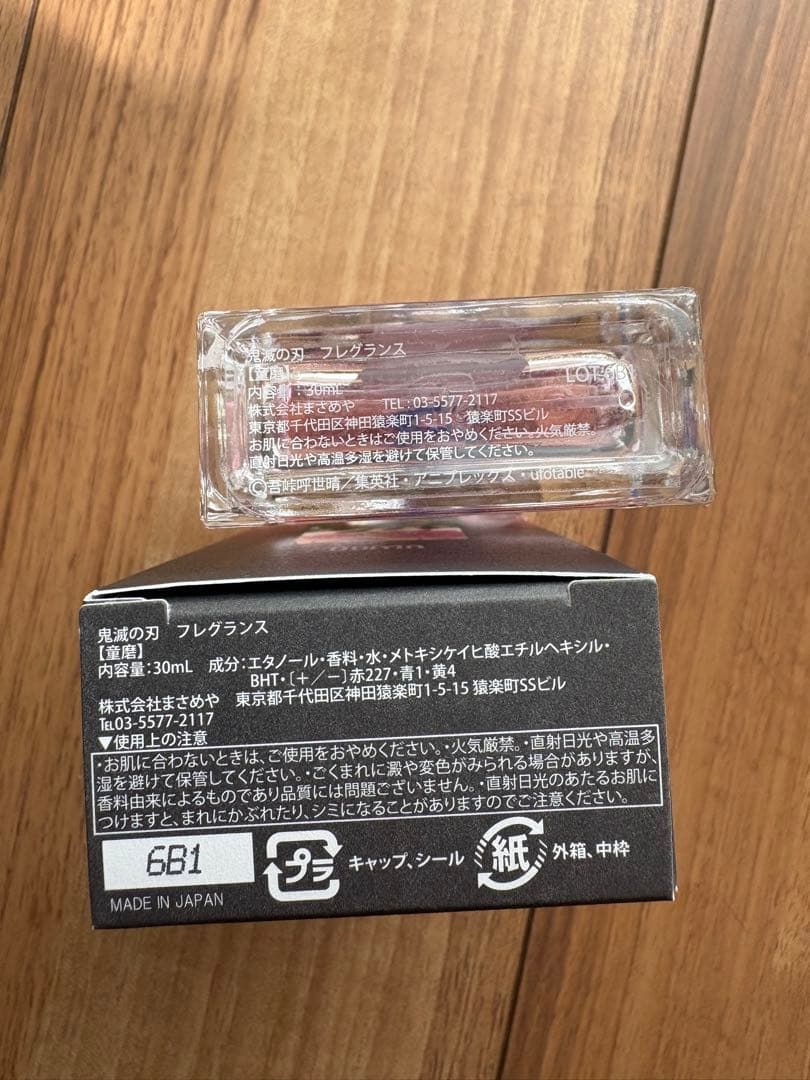 鬼滅の刃　フレグランス
【童磨】
内容量：30mL
株式会社まさめや　TEL：03-5577-2117
東京都千代田区神田猿楽町1-5-15　猿楽町SSビル
お肌に合わないときはご使用をおやめください。火気厳禁。
直射日光や高温多湿を避けて保管してください。
©吾峠呼世晴／集英社・アニプレックス・ufotable
鬼滅の刃　フレグランス
【童磨】
内容量：30mL　成分：エタノール・香料・水・メトキシケイヒ酸エチルヘキシル・
BHT・〔＋／－〕赤227・青1・黄4
株式会社まさめや　東京都千代田区神田猿楽町1-5-15 猿楽町SSビル
℡03-5577-2117
▼使用上の注意
・お肌に合わないときは、ご使用をおやめください。・火気厳禁。・直射日光や高温多
湿を避けて保管してください。・ごくまれに澱や変色がみられる場合がありますが、
香料由来によるものであり品質には問題ございません。・直射日光のあたるお肌に
つけますと、まれにかぶれたり、シミになることがありますのでご注意ください。
6B1
プラ キャップ、シール
紙 外箱、中枠
MADE IN JAPAN